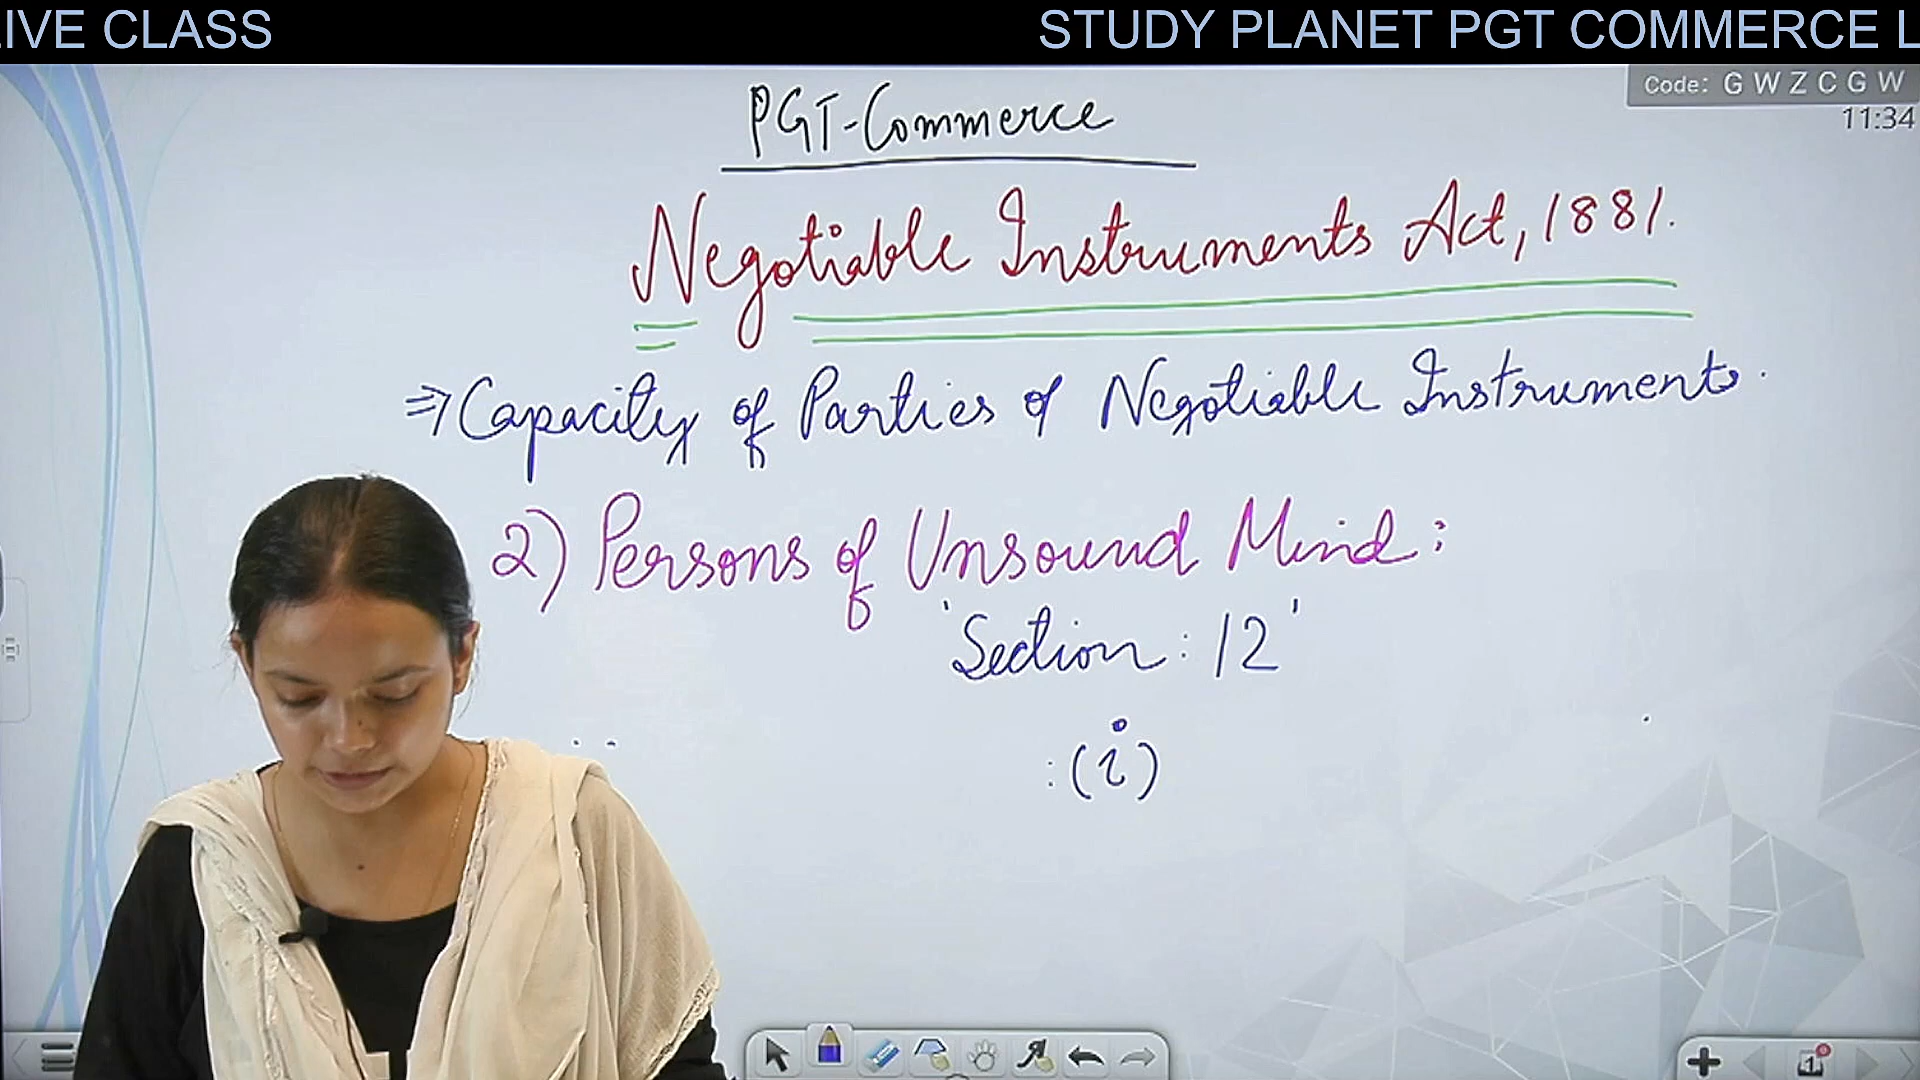 IVE CLASS STUDY PLANET PGT COMMERCE L
Code: G W Z C G W
11:34
PGT-Commerce
Negotiable Instruments Act, 1881.
⇒ Capacity of Parties of Negotiable Instruments.
2) Persons of Unsound Mind:
'Section: 12'
:(i)
1